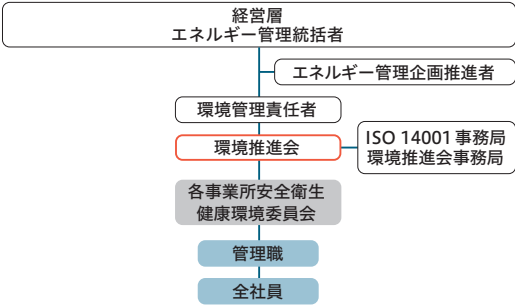 経営層
エネルギー管理統括者
エネルギー管理企画推進者
環境管理責任者
環境推進会
ISO 14001 事務局
環境推進会事務局
各事業所安全衛生
健康環境委員会
管理職
全社員